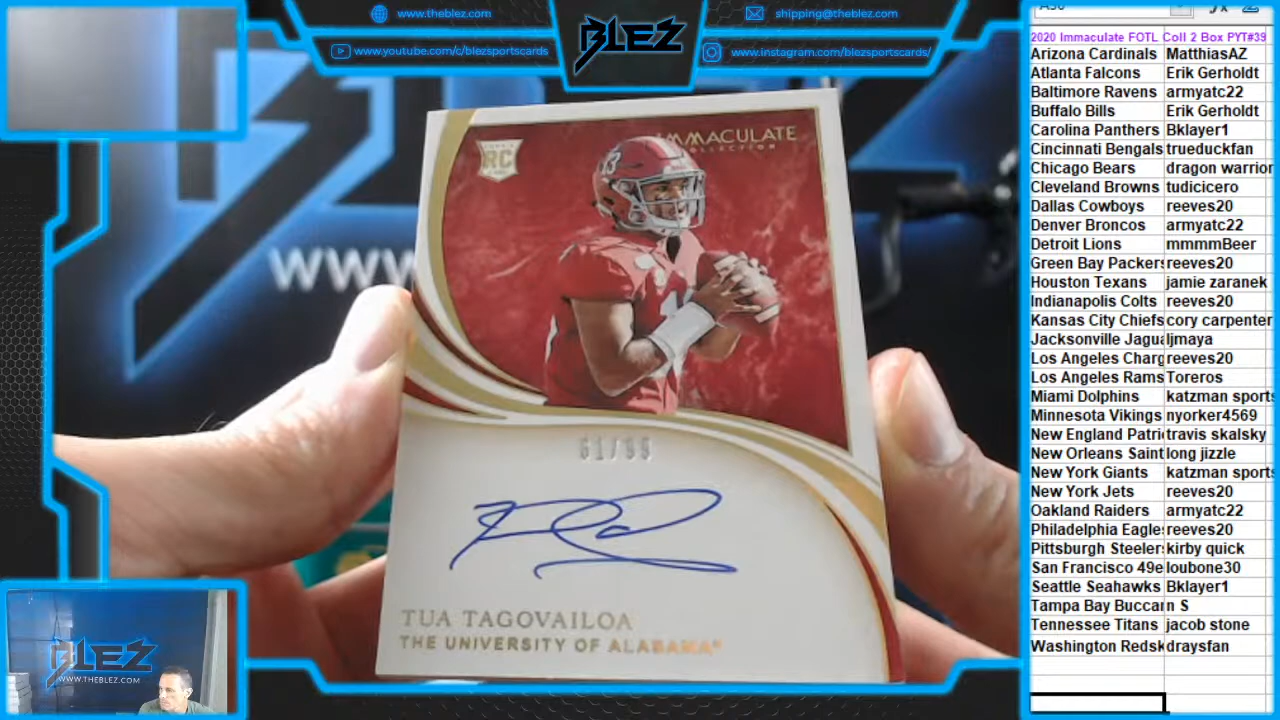 www.theblez.com
shipping@theblez.com
www.youtube.com/c/blezsportscards
www.instagram.com/blezsportscards/
BLEZ
2020 Immaculate FOTL Coll 2 Box PYT#39
Arizona Cardinals MatthiasAZ
Atlanta Falcons Erik Gerholdt
Baltimore Ravens armyatc22
Buffalo Bills Erik Gerholdt
Carolina Panthers Bklayer1
Cincinnati Bengals trueduckfan
Chicago Bears dragon warrior
Cleveland Browns tudicicero
Dallas Cowboys reeves20
Denver Broncos armyatc22
Detroit Lions mmmmBeer
Green Bay Packers reeves20
Houston Texans jamie zaranek
Indianapolis Colts reeves20
Kansas City Chiefs cory carpenter
Jacksonville Jagua ljmaya
Los Angeles Charg reeves20
Los Angeles Rams Toreros
Miami Dolphins katzman sports
Minnesota Vikings nyorker4569
New England Patri travis skalsky
New Orleans Saint long jizzle
New York Giants katzman sports
New York Jets reeves20
Oakland Raiders armyatc22
Philadelphia Eagles reeves20
Pittsburgh Steelers kirby quick
San Francisco 49e loubone30
Seattle Seahawks Bklayer1
Tampa Bay Buccan n S
Tennessee Titans jacob stone
Washington Redsk draysfan
WWW
RC
IMMACULATE
COLLECTION
13
61/99
TUA TAGOVAILOA
THE UNIVERSITY OF ALABAMA®
BLEZ
WWW.THEBLEZ.COM